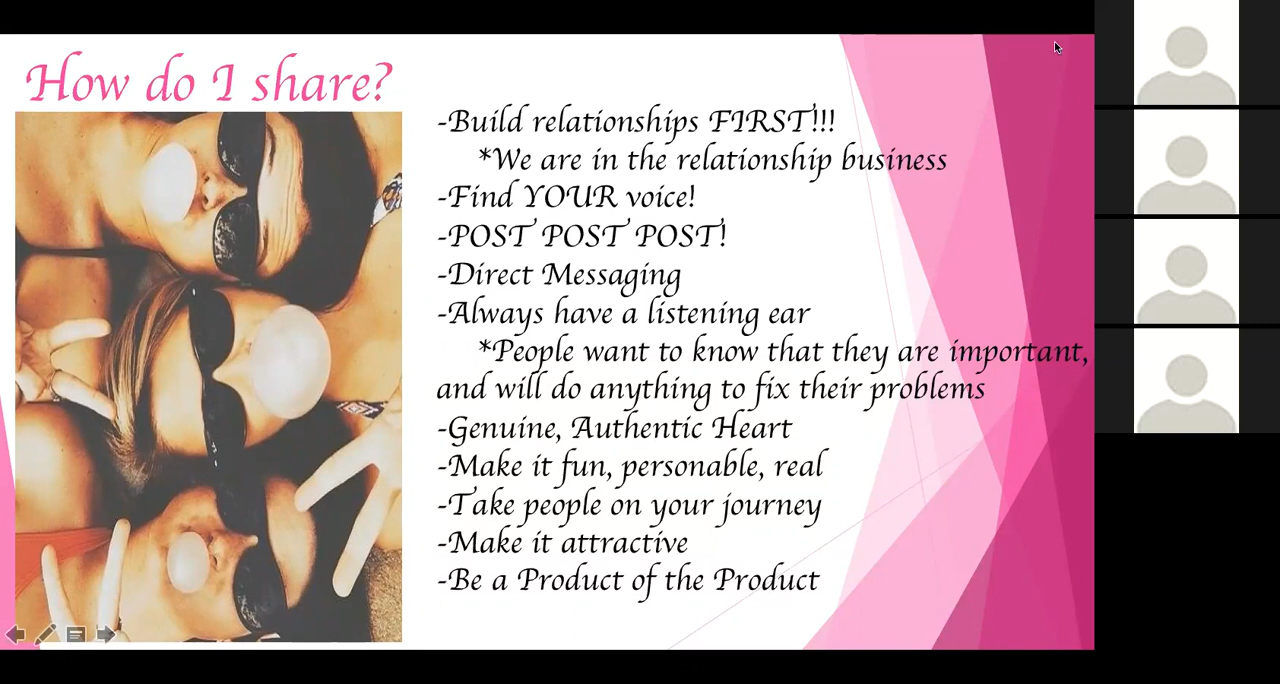 How do I share?
-Build relationships FIRST!!!
*We are in the relationship business
-Find YOUR voice!
-POST POST POST!
-Direct Messaging
-Always have a listening ear
*People want to know that they are important,
and will do anything to fix their problems
-Genuine, Authentic Heart
-Make it fun, personable, real
-Take people on your journey
-Make it attractive
-Be a Product of the Product